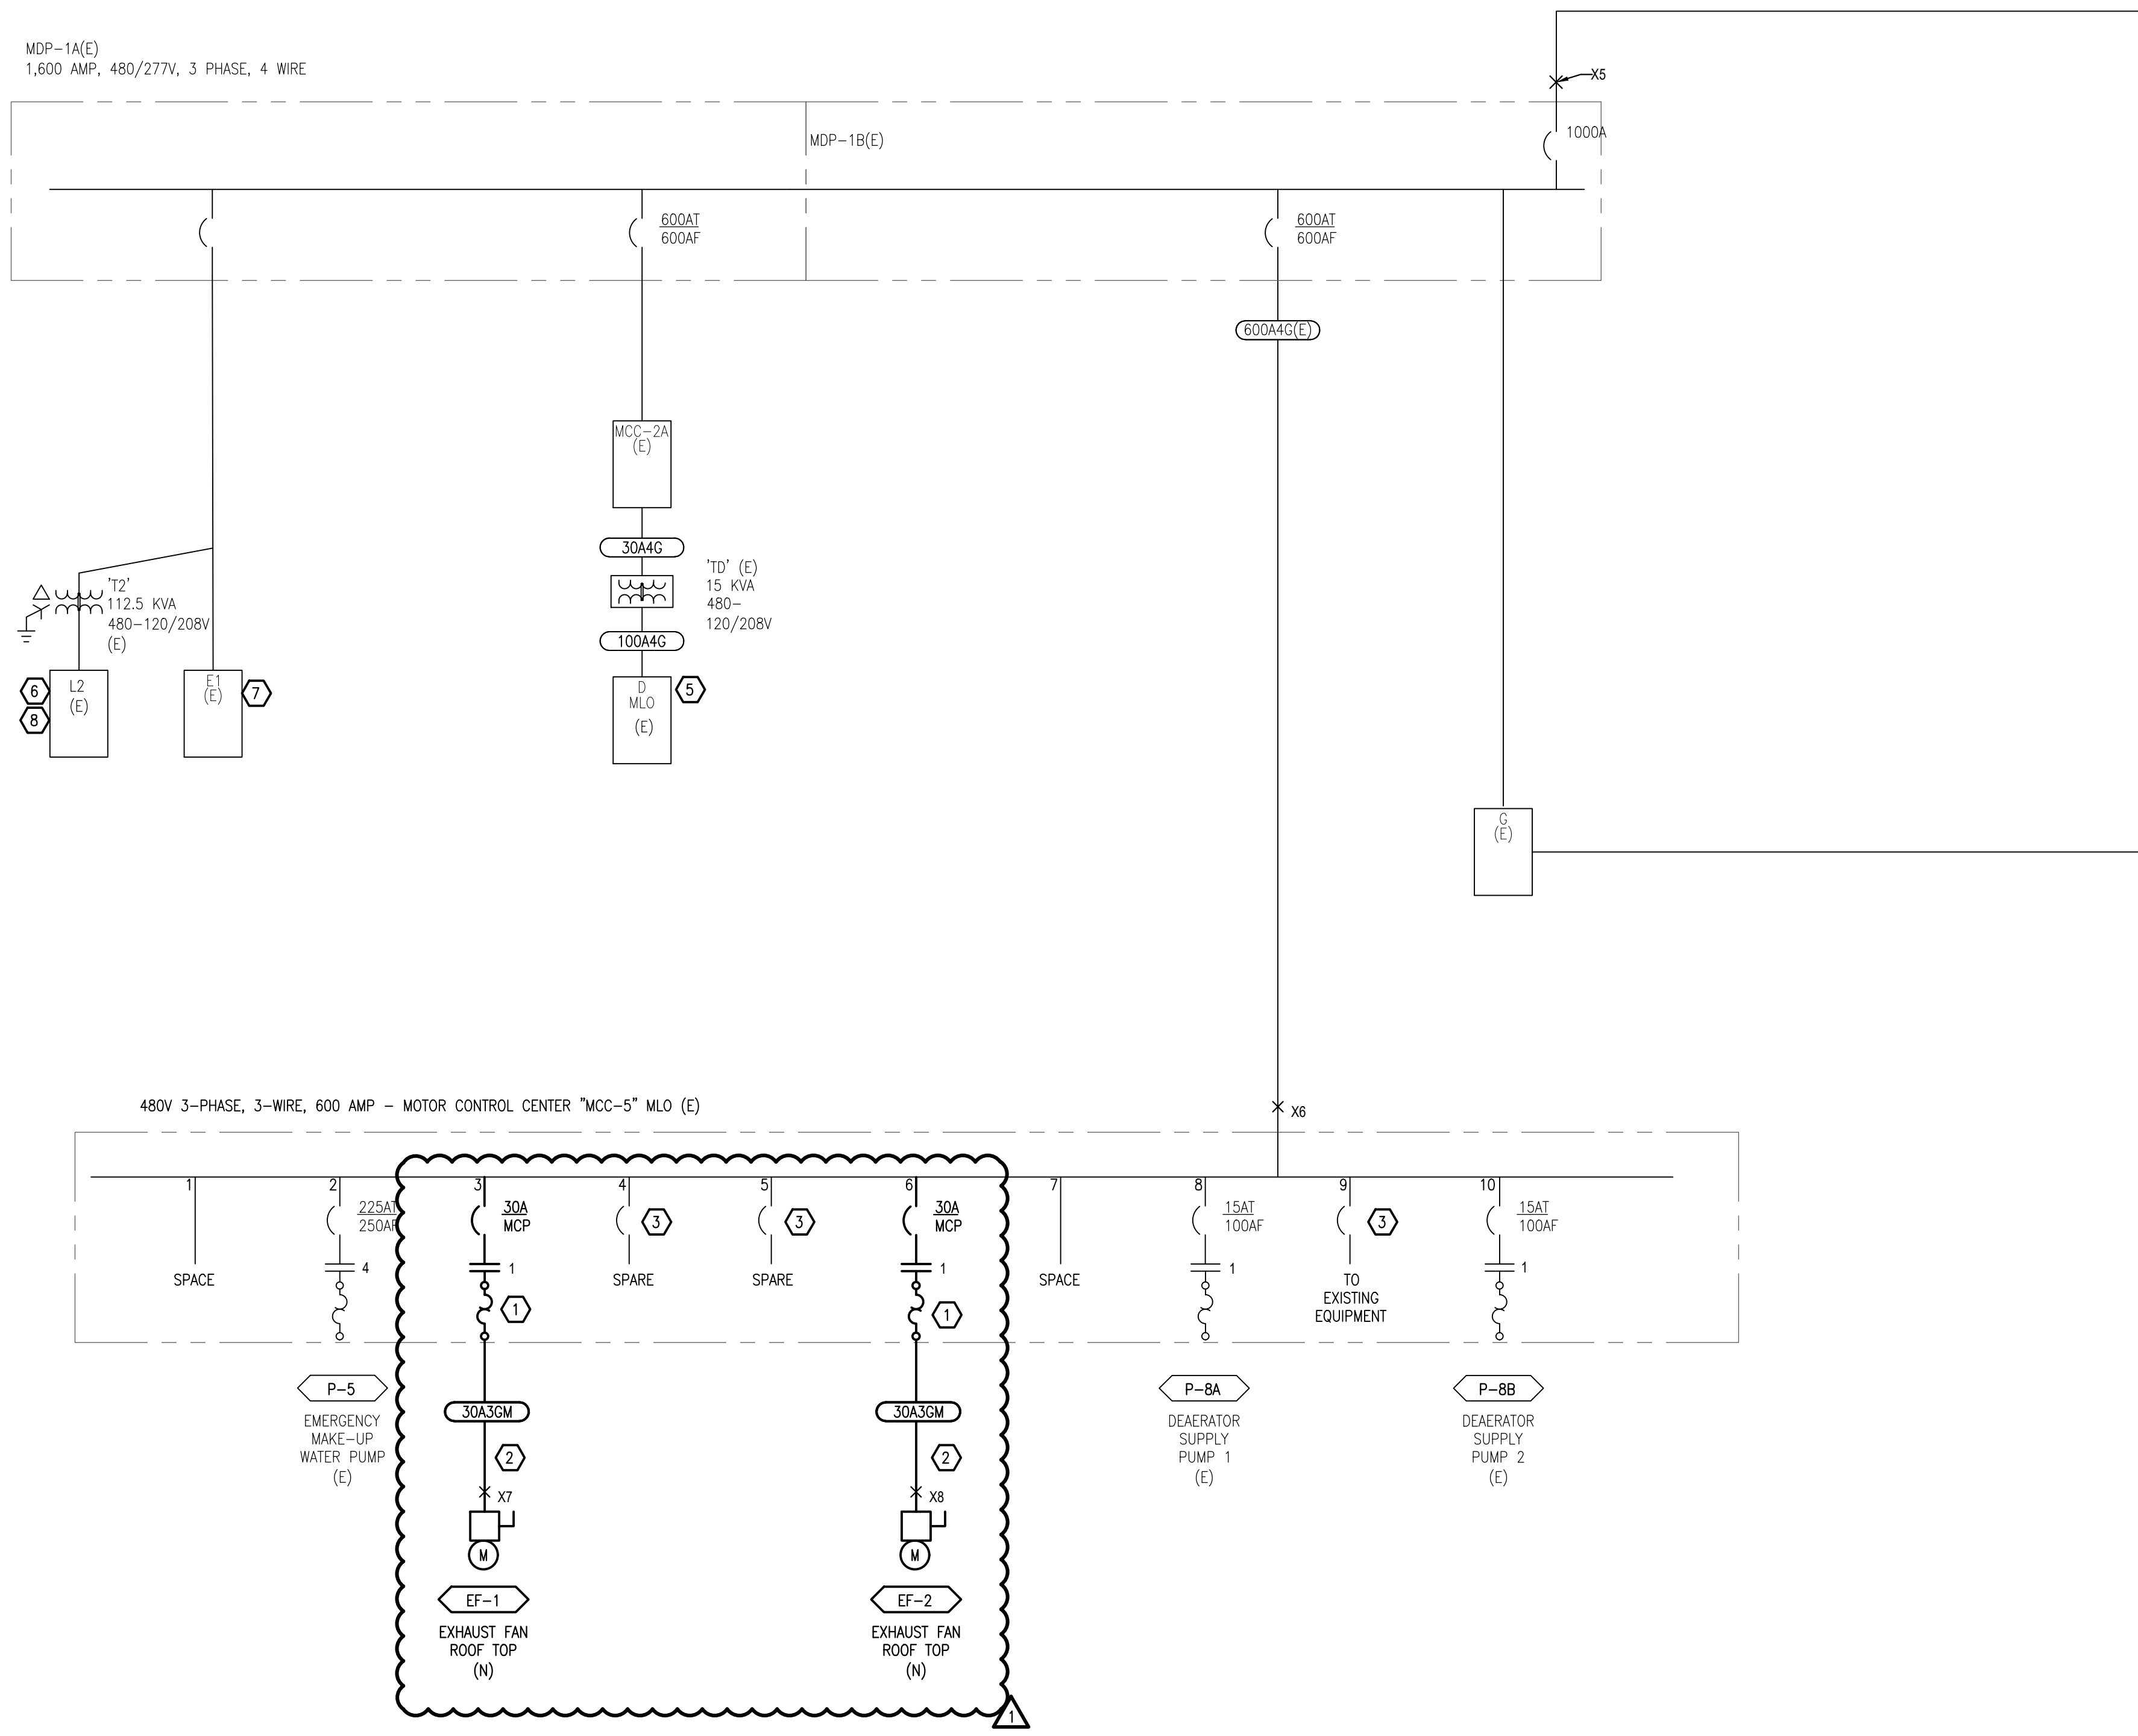 MDP-1A(E)
1,600 AMP, 480/277V, 3 PHASE, 4 WIRE
X5
1000A
MDP-1B(E)
600AT
600AF
600AT
600AF
600A4G(E)
MCC-2A
(E)
30A4G
'TD' (E)
15 KVA
480-
120/208V
100A4G
'T2'
112.5 KVA
480-120/208V
(E)
6
8
L2
(E)
E1
(E)
7
D
MLO
(E)
5
G
(E)
480V 3-PHASE, 3-WIRE, 600 AMP - MOTOR CONTROL CENTER "MCC-5" MLO (E)
X6
1
SPACE
2
225AT
250AF
4
P-5
EMERGENCY
MAKE-UP
WATER PUMP
(E)
3
30A
MCP
1
1
30A3GM
2
X7
M
EF-1
EXHAUST FAN
ROOF TOP
(N)
4
3
SPARE
5
3
SPARE
6
30A
MCP
1
1
30A3GM
2
X8
M
EF-2
EXHAUST FAN
ROOF TOP
(N)
1
7
SPACE
8
15AT
100AF
1
P-8A
DEAERATOR
SUPPLY
PUMP 1
(E)
9
3
TO
EXISTING
EQUIPMENT
10
15AT
100AF
1
P-8B
DEAERATOR
SUPPLY
PUMP 2
(E)